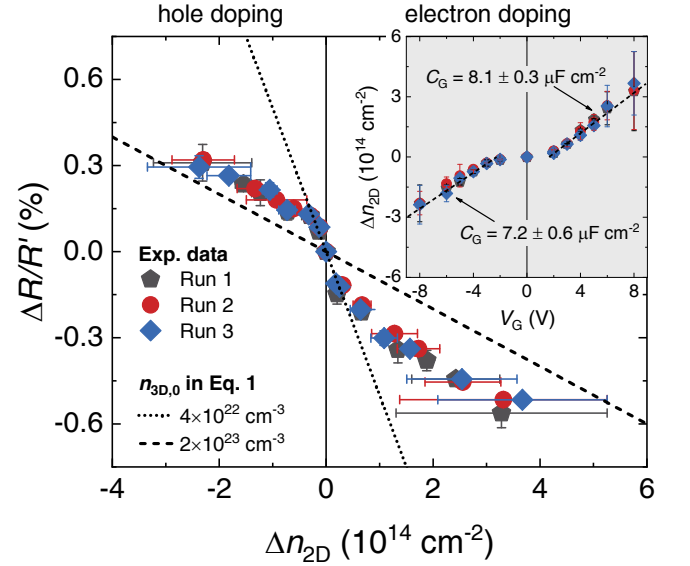 hole doping
electron doping
0.6
0.3
0.0
-0.3
-0.6
ΔR/R' (%)
Exp. data
Run 1
Run 2
Run 3
n3D,0 in Eq. 1
4×10²² cm⁻³
2×10²³ cm⁻³
-4
-2
0
2
4
6
Δn2D (10¹⁴ cm⁻²)
6
3
0
-3
-6
Δn2D (10¹⁴ cm⁻²)
CG = 8.1 ± 0.3 μF cm⁻²
CG = 7.2 ± 0.6 μF cm⁻²
-8
-4
0
4
8
VG (V)